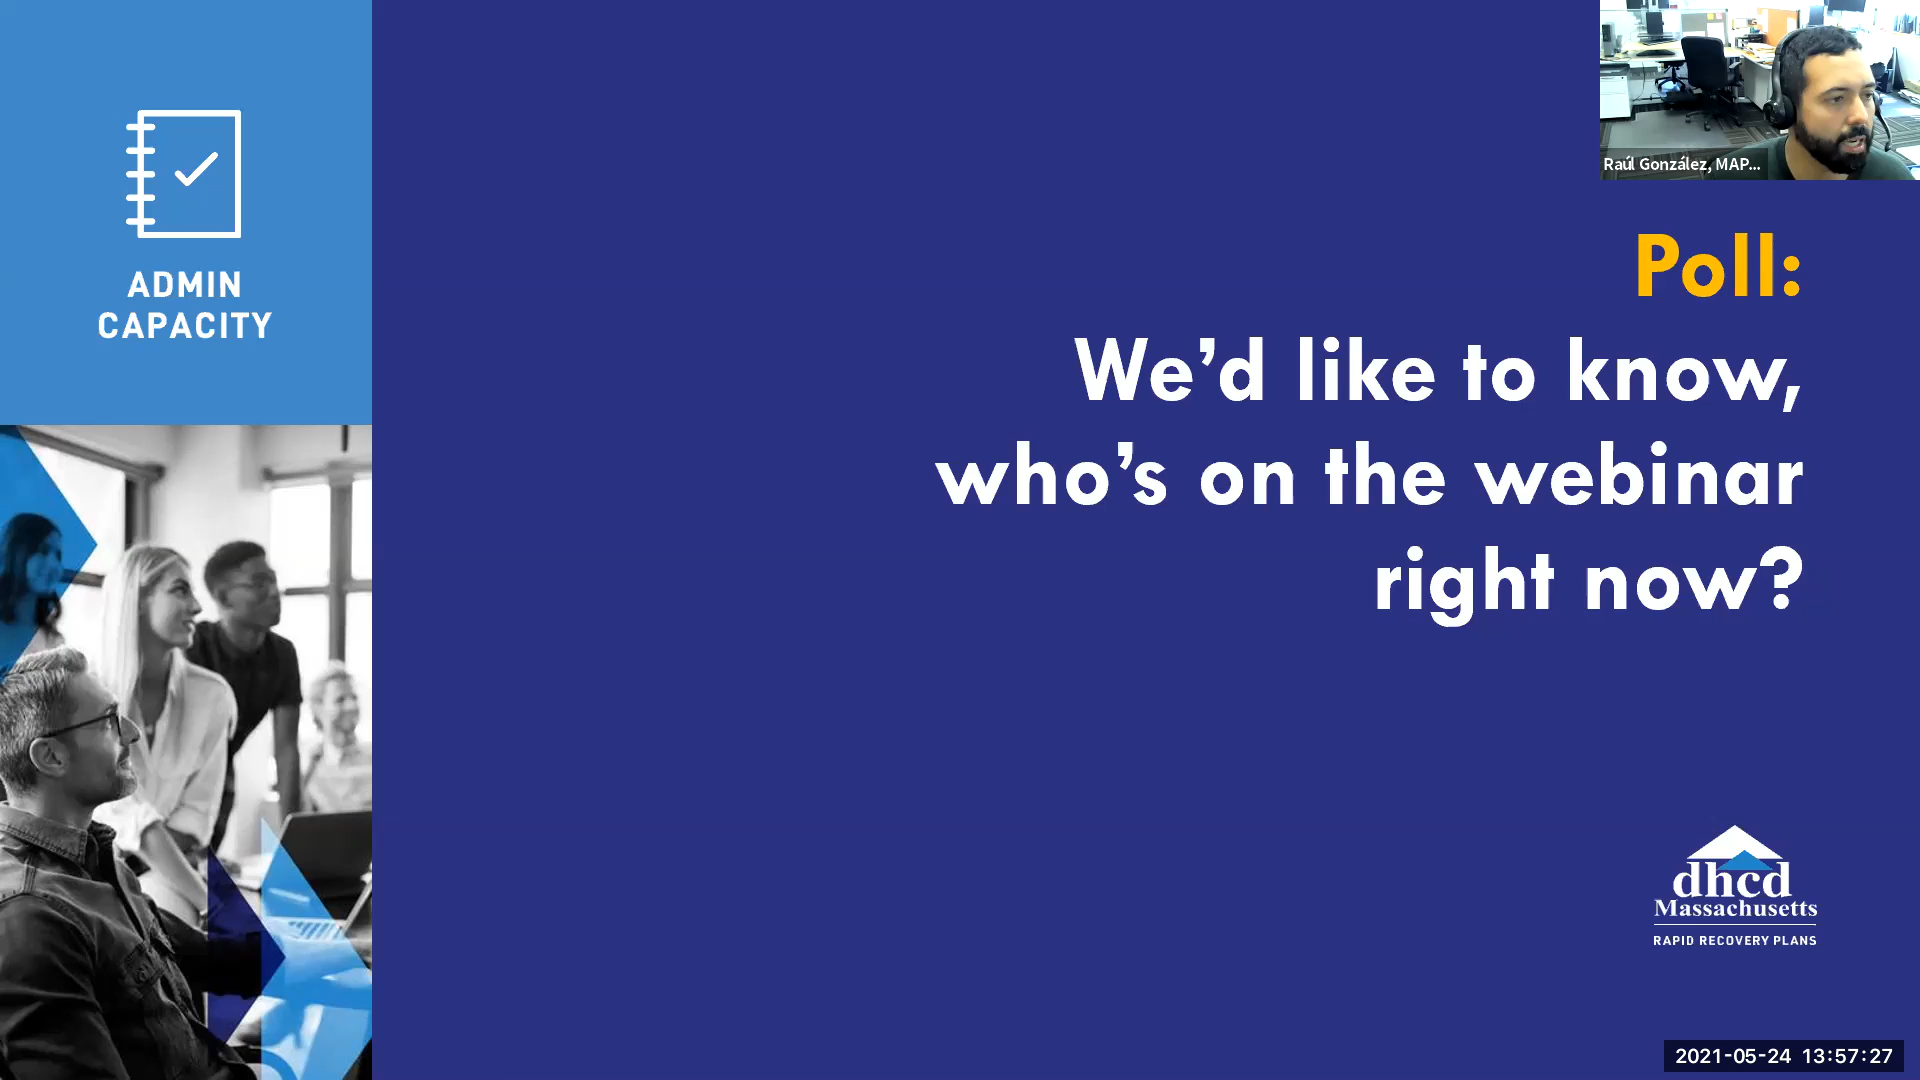 ADMIN
CAPACITY
Raúl González, MAP...
Poll:
We’d like to know,
who’s on the webinar
right now?
dhcd
Massachusetts
RAPID RECOVERY PLANS
2021-05-24 13:57:27